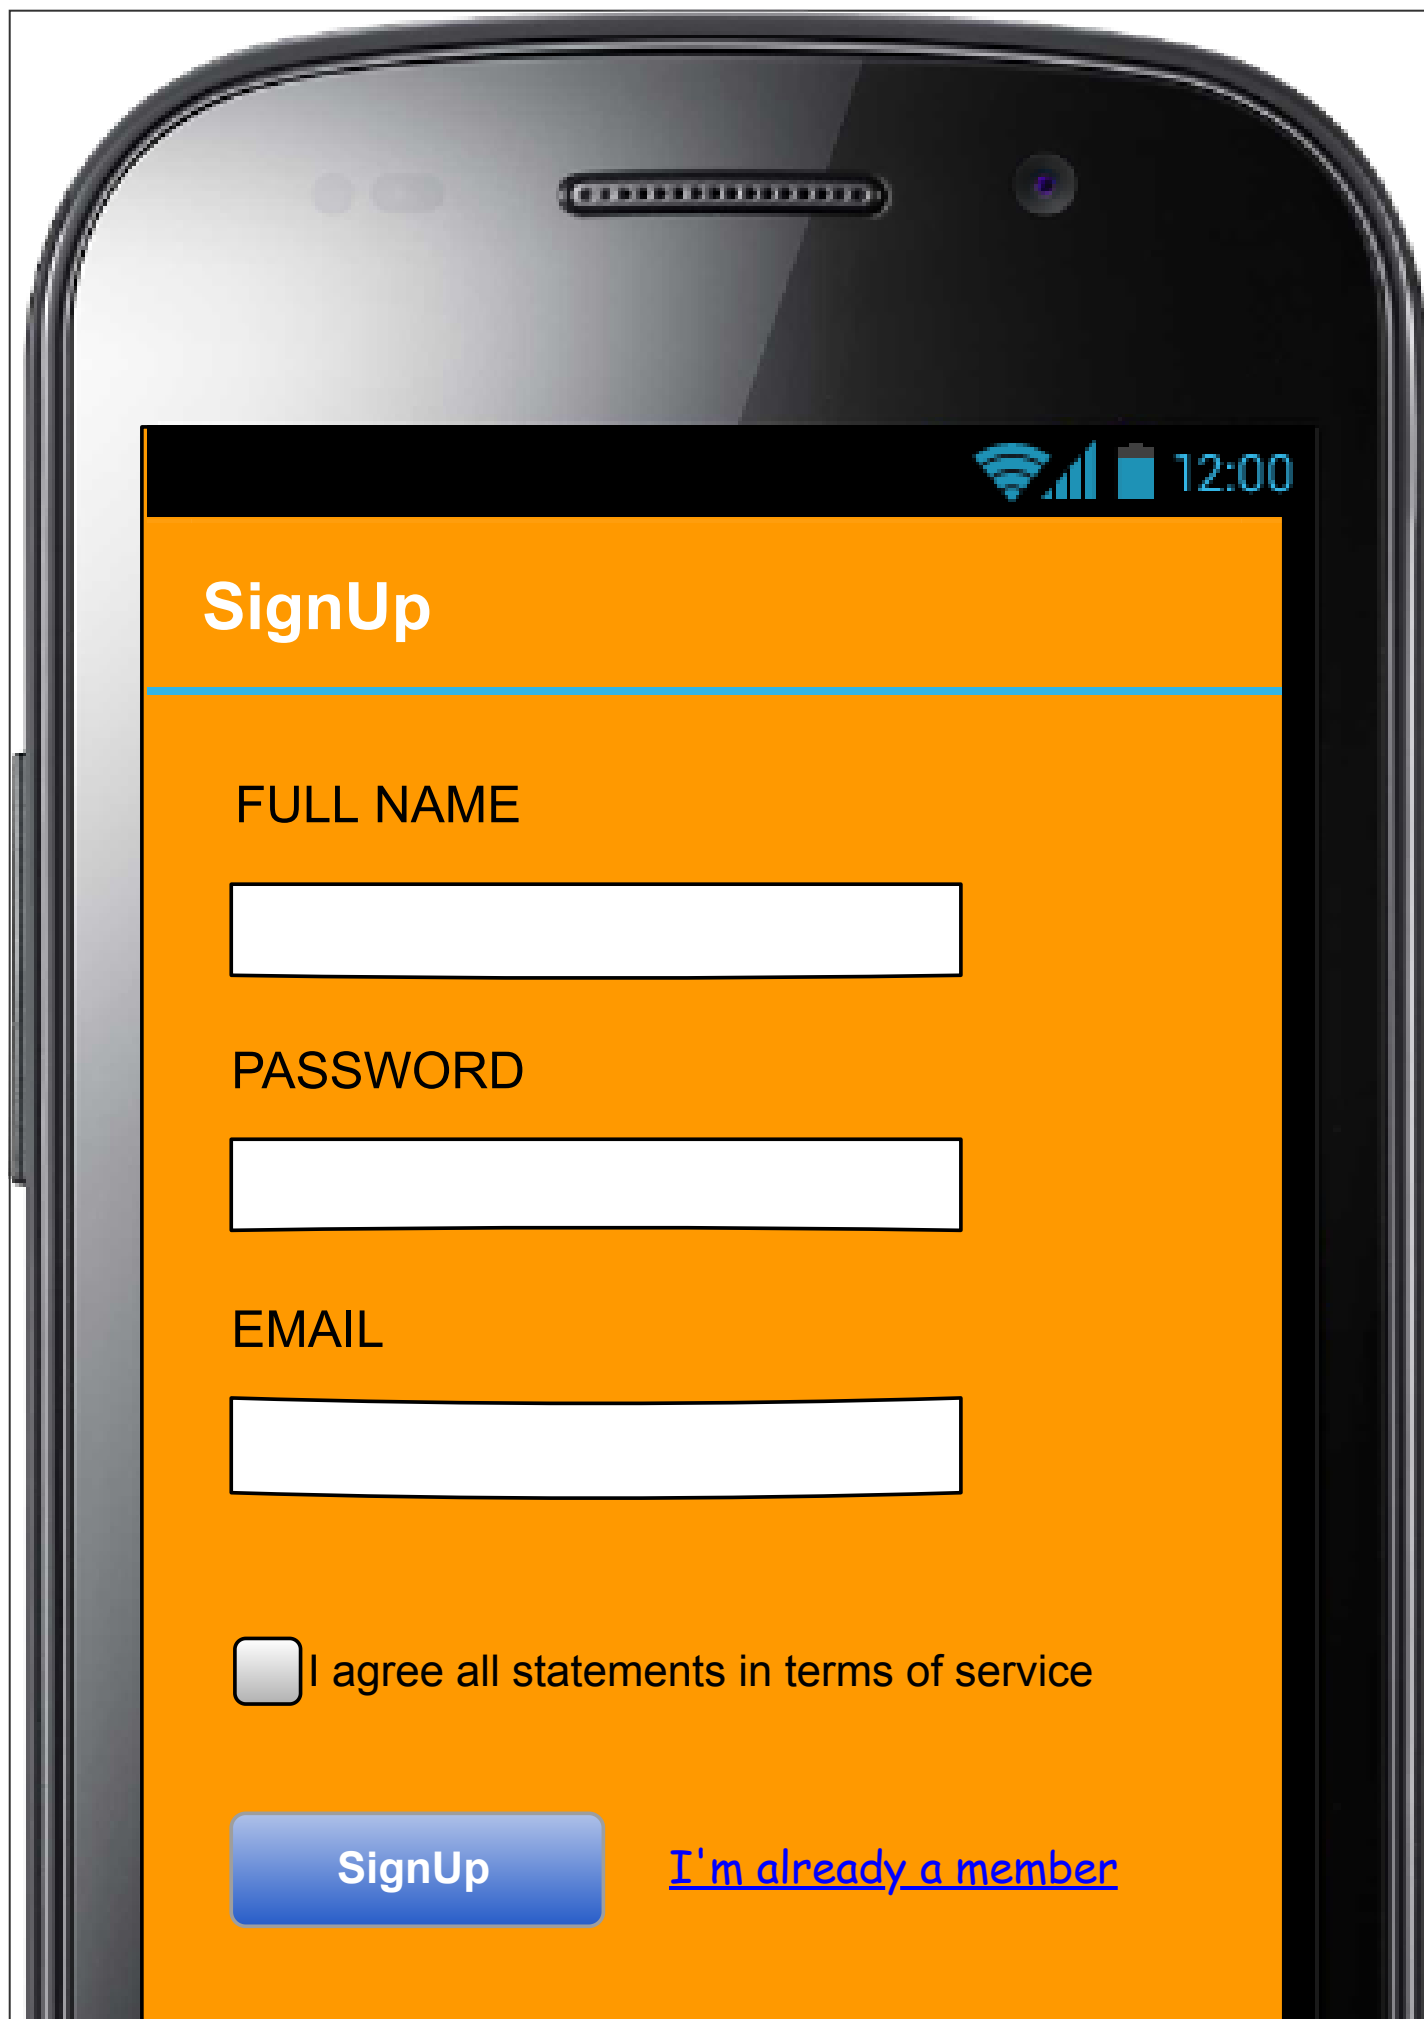 12:00
SignUp
FULL NAME
PASSWORD
EMAIL
I agree all statements in terms of service
SignUp
I'm already a member